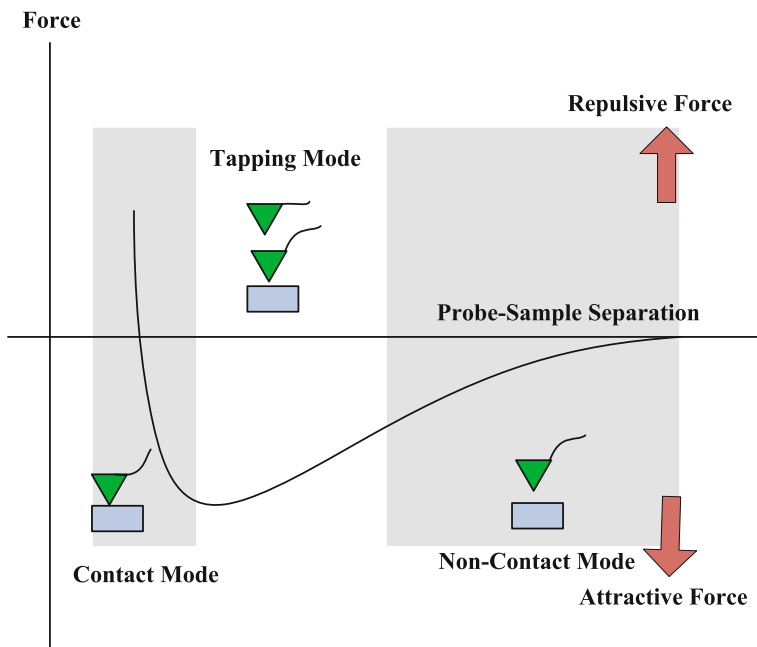 Force
Repulsive Force
Tapping Mode
Probe-Sample Separation
Non-Contact Mode
Contact Mode
Attractive Force